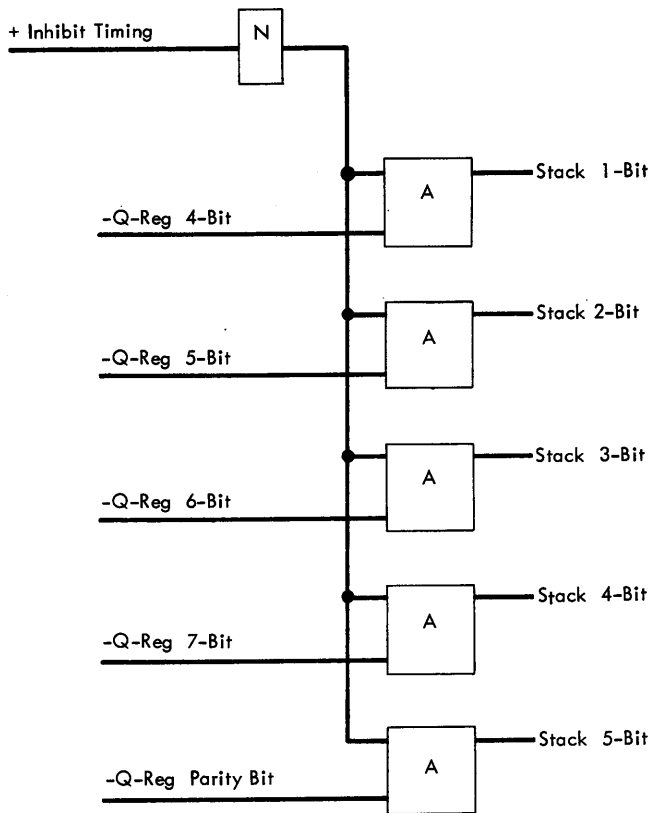 + Inhibit Timing
N
A
Stack 1-Bit
-Q-Reg 4-Bit
A
Stack 2-Bit
-Q-Reg 5-Bit
A
Stack 3-Bit
-Q-Reg 6-Bit
A
Stack 4-Bit
-Q-Reg 7-Bit
A
Stack 5-Bit
-Q-Reg Parity Bit